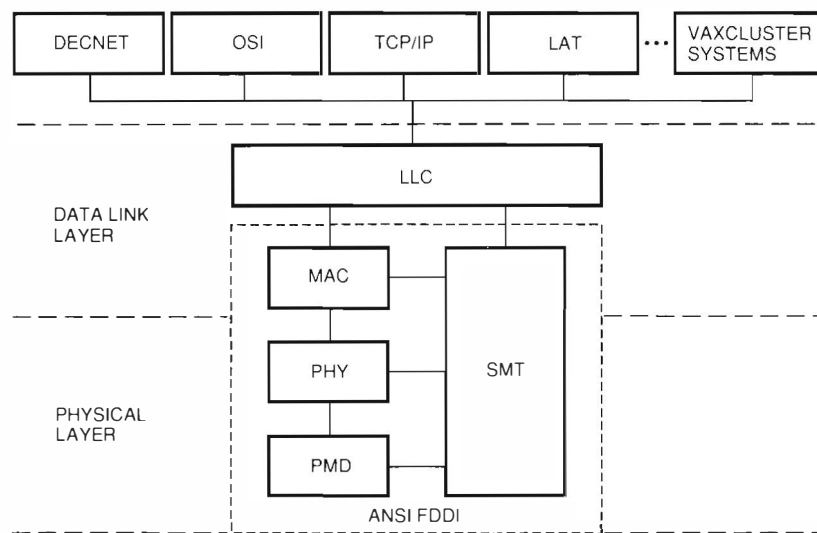 DECNET
OSI
TCP/IP
LAT
...
VAXCLUSTER
SYSTEMS
LLC
DATA LINK
LAYER
MAC
PHY
SMT
PHYSICAL
LAYER
PMD
ANSI FDDI